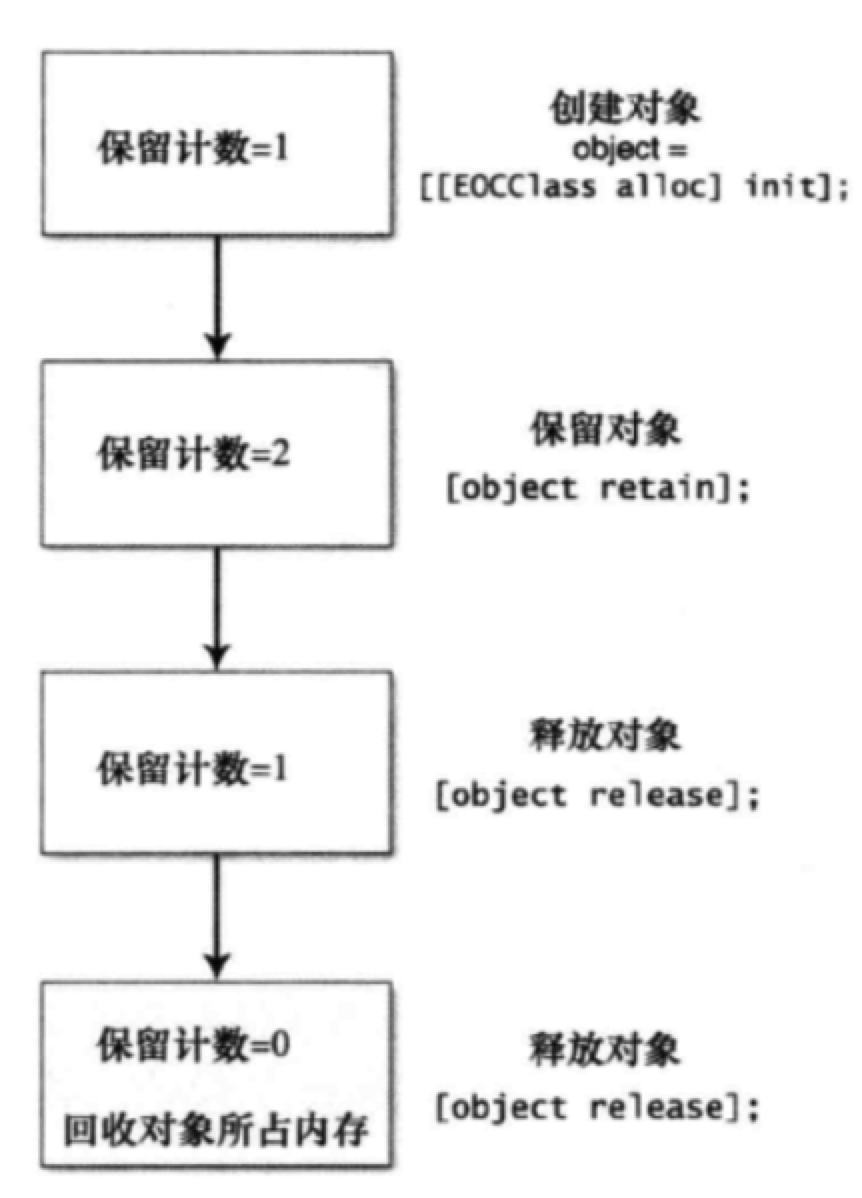 保留计数=1
创建对象
object =
[[EOCClass alloc] init];
保留计数=2
保留对象
[object retain];
保留计数=1
释放对象
[object release];
保留计数=0
回收对象所占内存
释放对象
[object release];